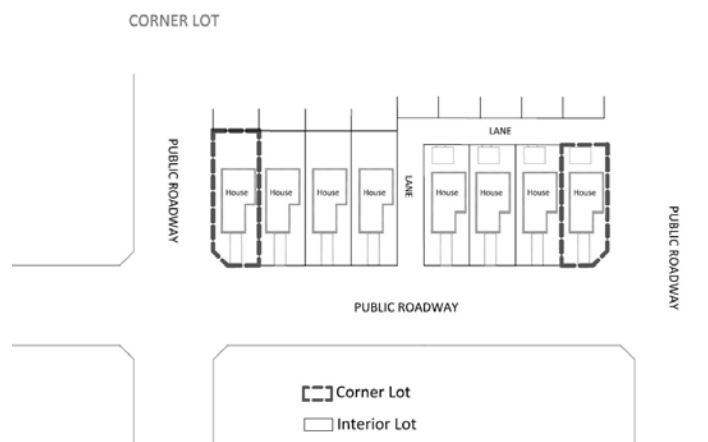 CORNER LOT
PUBLIC ROADWAY
LANE
House
House
House
House
LANE
House
House
House
House
PUBLIC ROADWAY
PUBLIC ROADWAY
Corner Lot
Interior Lot